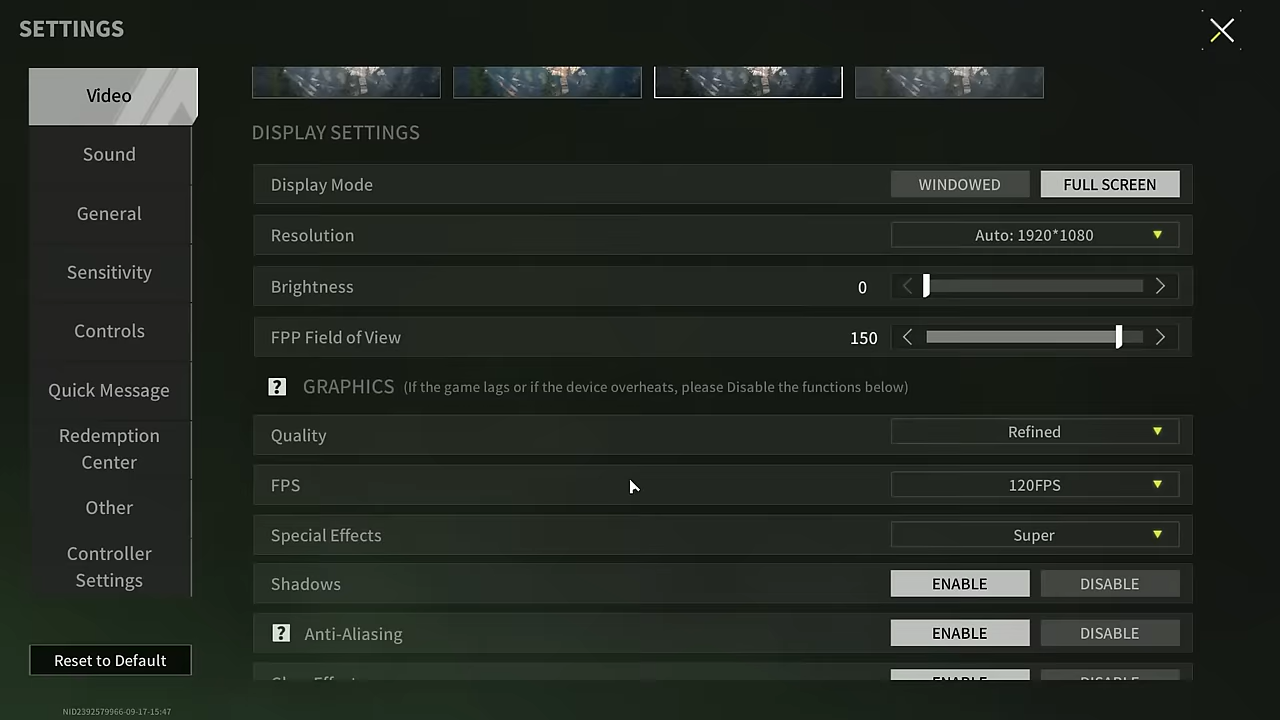 SETTINGS
Video
Sound
General
Sensitivity
Controls
Quick Message
Redemption
Center
Other
Controller
Settings
Reset to Default
NID2392579966-09-17-15:47
DISPLAY SETTINGS
Display Mode WINDOWED FULL SCREEN
Resolution Auto: 1920*1080
Brightness 0
FPP Field of View 150
? GRAPHICS (If the game lags or if the device overheats, please Disable the functions below)
Quality Refined
FPS 120FPS
Special Effects Super
Shadows ENABLE DISABLE
? Anti-Aliasing ENABLE DISABLE
ENABLE DISABLE